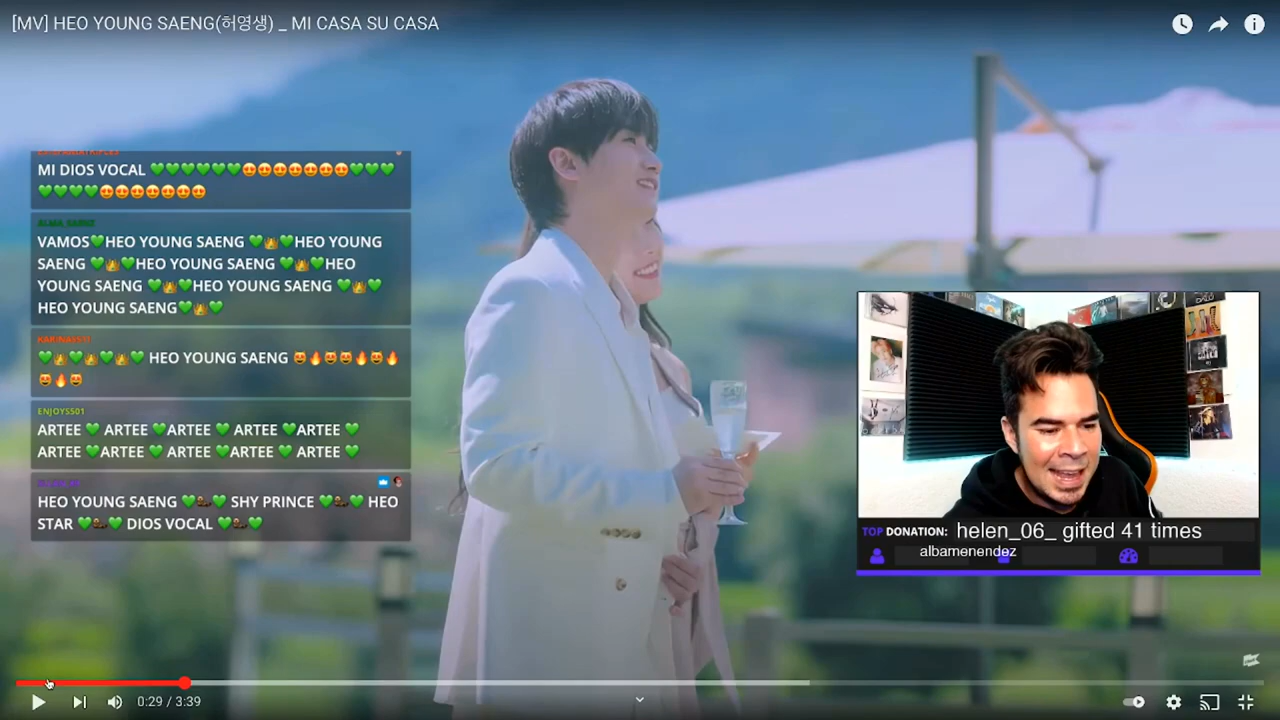 [MV] HEO YOUNG SAENG(허영생) _ MI CASA SU CASA
MI DIOS VOCAL 💚💚💚💚💚💚😍😍😍😍😍😍😍💚💚💚
💚💚💚💚😍😍😍😍😍😍😍
VAMOS💚HEO YOUNG SAENG 💚👑💚HEO YOUNG
SAENG 💚👑💚HEO YOUNG SAENG 💚👑💚HEO
YOUNG SAENG 💚👑💚HEO YOUNG SAENG 💚👑💚
HEO YOUNG SAENG💚👑💚
💚👑💚👑💚👑💚 HEO YOUNG SAENG 😻🔥😻😻🔥😻🔥
😻🔥😻
ENJOYS501
ARTEE 💚 ARTEE 💚ARTEE 💚 ARTEE 💚ARTEE 💚
ARTEE 💚ARTEE 💚 ARTEE 💚ARTEE 💚 ARTEE 💚
HEO YOUNG SAENG 💚💚 SHY PRINCE 💚💚 HEO
STAR 💚💚 DIOS VOCAL 💚💚
TOP DONATION: helen_06_ gifted 41 times
albamenendez
0:29 / 3:39